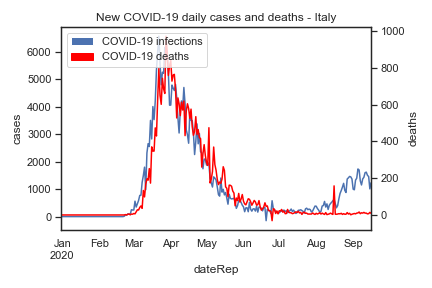 New COVID-19 daily cases and deaths - Italy
COVID-19 infections
COVID-19 deaths
6000
5000
4000
3000
2000
1000
0
cases
1000
800
600
400
200
0
deaths
Jan Feb Mar Apr May Jun Jul Aug Sep
2020
dateRep